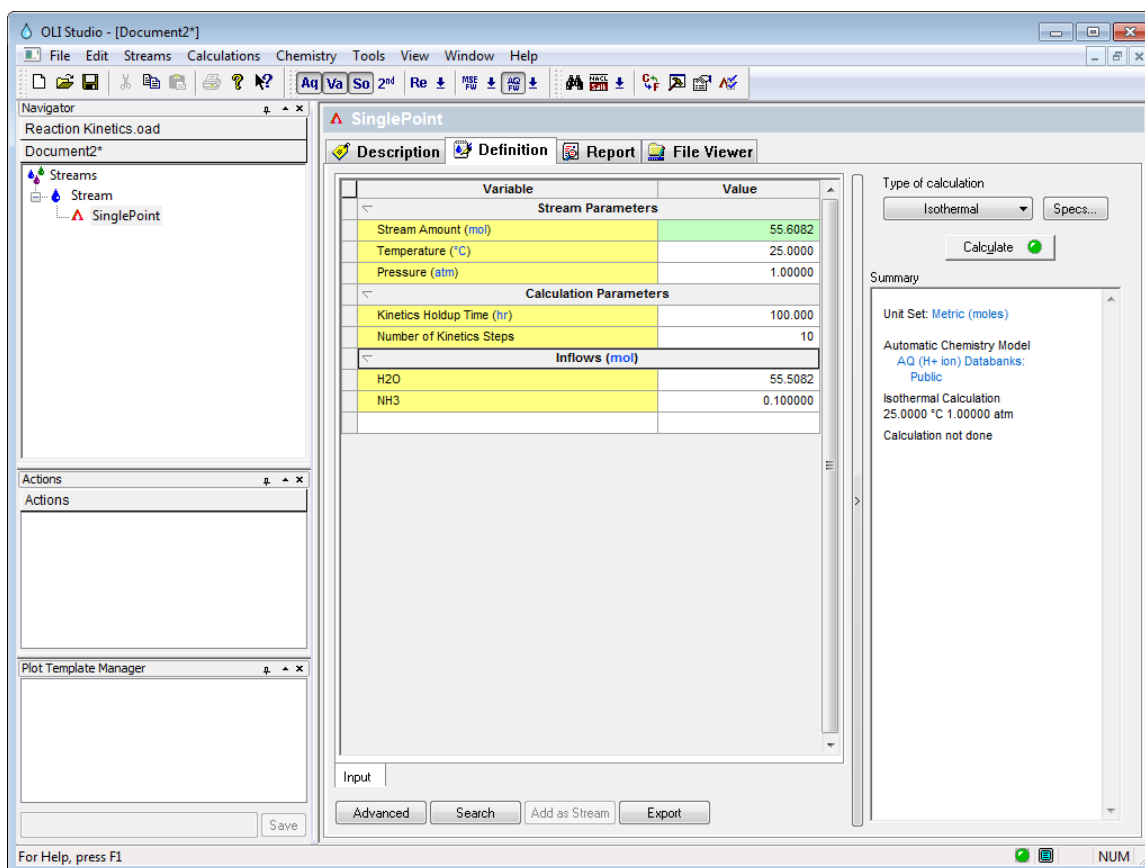 OLI Studio - [Document2*]
File Edit Streams Calculations Chemistry Tools View Window Help
Aq Va So 2nd Re MSE FW AQ FW NACL
Navigator
Reaction Kinetics.oad
Document2*
Streams
Stream
SinglePoint
Actions
Actions
Plot Template Manager
Save
SinglePoint
Description Definition Report File Viewer
Variable Value
Stream Parameters
Stream Amount (mol) 55.6082
Temperature (°C) 25.0000
Pressure (atm) 1.00000
Calculation Parameters
Kinetics Holdup Time (hr) 100.000
Number of Kinetics Steps 10
Inflows (mol)
H2O 55.5082
NH3 0.100000
Input
Advanced Search Add as Stream Export
Type of calculation
Isothermal Specs...
Calculate
Summary
Unit Set: Metric (moles)
Automatic Chemistry Model
AQ (H+ ion) Databanks:
Public
Isothermal Calculation
25.0000 °C 1.00000 atm
Calculation not done
For Help, press F1 NUM